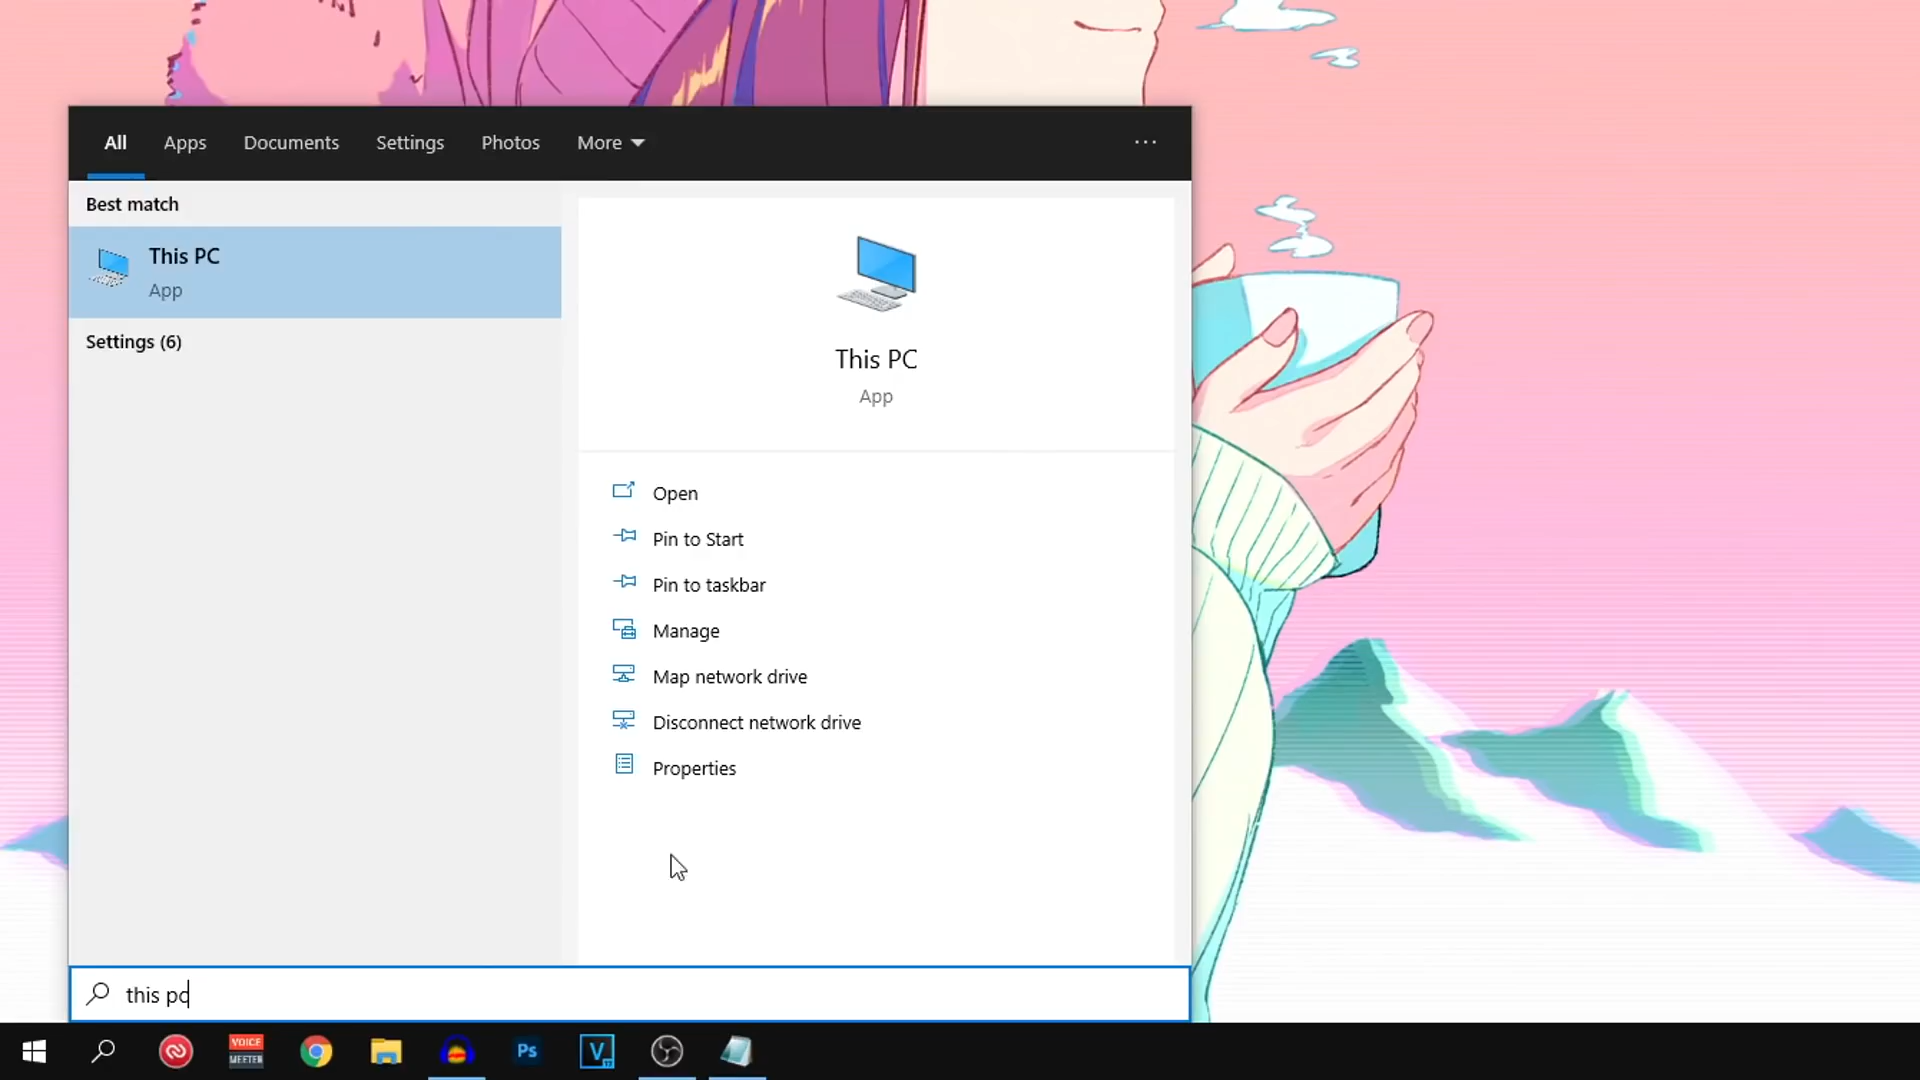 All Apps Documents Settings Photos More ...
Best match
This PC
App
Settings (6)
This PC
App
Open
Pin to Start
Pin to taskbar
Manage
Map network drive
Disconnect network drive
Properties
this pc
VOICE
MEETER
Ps
V
17